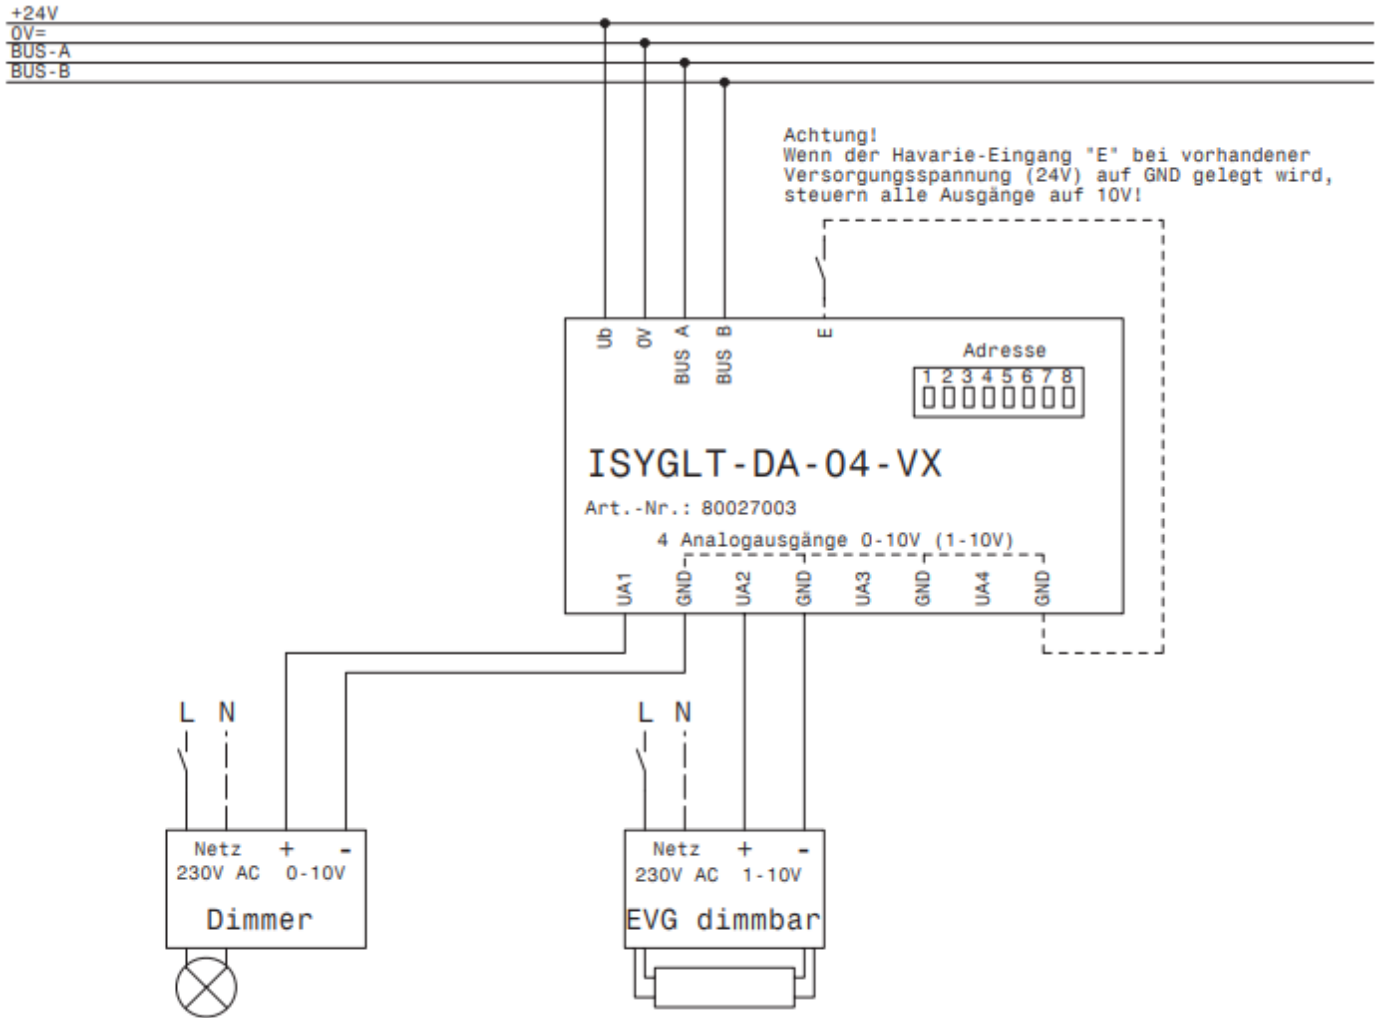 +24V
0V=
BUS-A
BUS-B
Achtung!
Wenn der Havarie-Eingang "E" bei vorhandener
Versorgungsspannung (24V) auf GND gelegt wird,
steuern alle Ausgänge auf 10V!
Ub 0V BUS A BUS B E
Adresse
1 2 3 4 5 6 7 8
ISYGLT-DA-04-VX
Art.-Nr.: 80027003
4 Analogausgänge 0-10V (1-10V)
UA1 GND UA2 GND UA3 GND UA4 GND
L N L N
Netz + -
230V AC 0-10V
Dimmer
Netz + -
230V AC 1-10V
EVG dimmbar